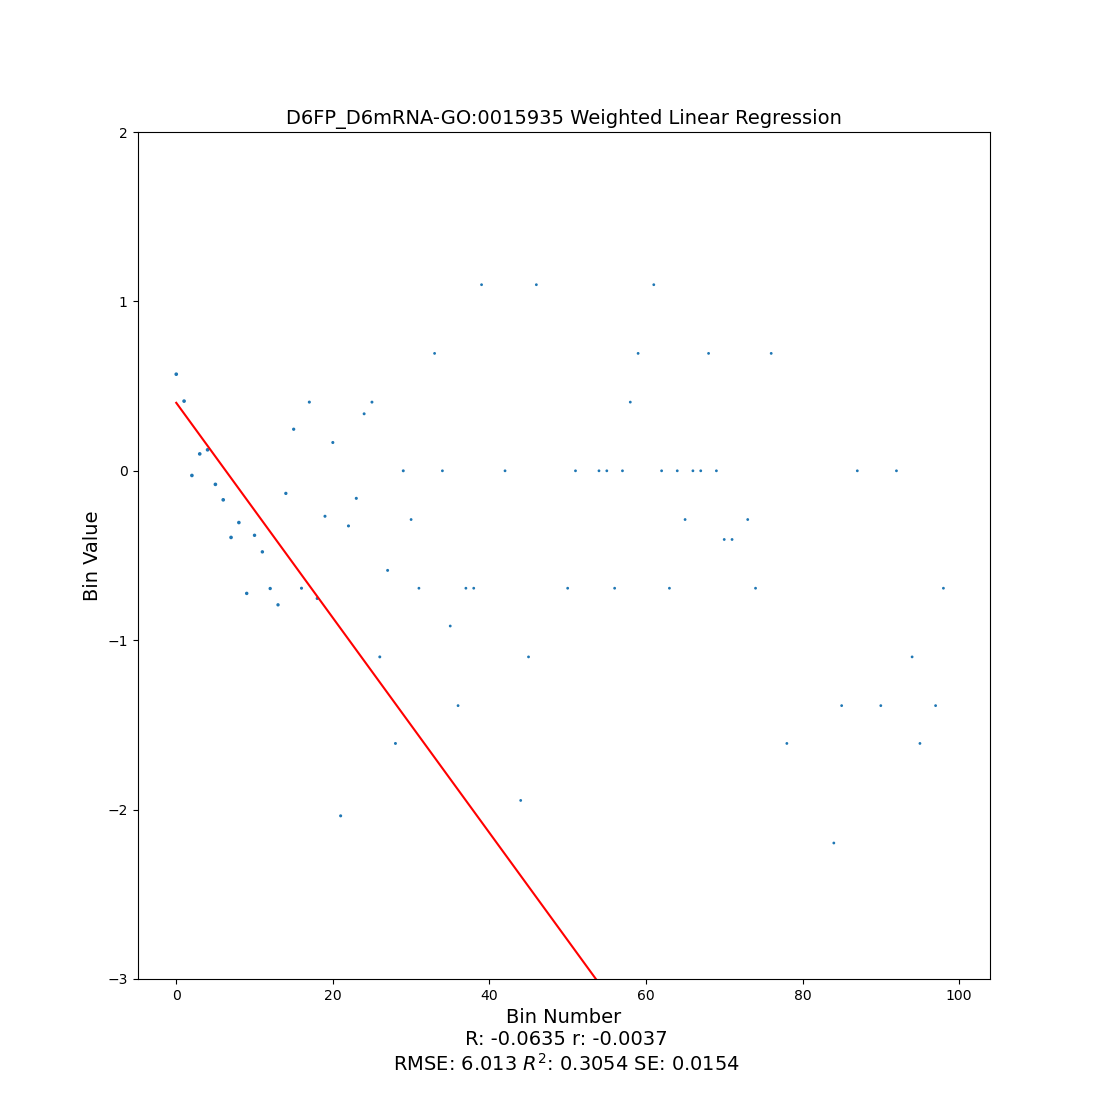 D6FP_D6mRNA-GO:0015935 Weighted Linear Regression
2
1
0
−1
−2
−3
Bin Value
0 20 40 60 80 100
Bin Number
R: -0.0635 r: -0.0037
RMSE: 6.013 R²: 0.3054 SE: 0.0154